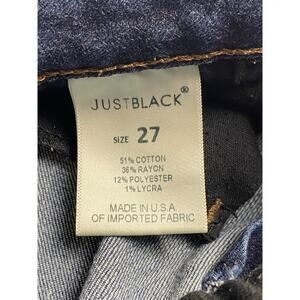 JUSTBLACK®
SIZE 27
51% COTTON
36% RAYON
12% POLYESTER
1% LYCRA
MADE IN U.S.A
OF IMPORTED FABRIC